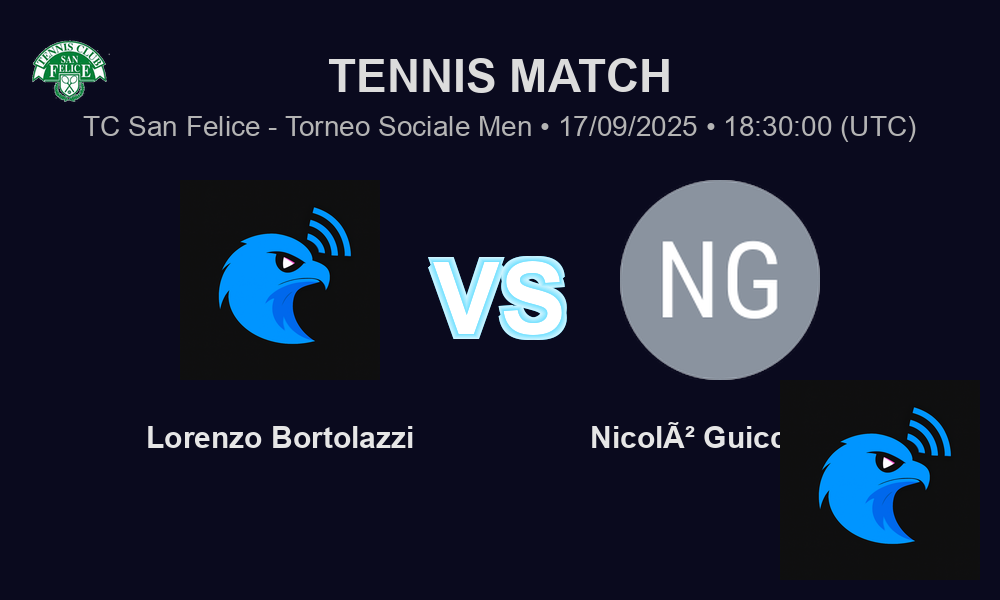 TENNIS CLUB
SAN
FELICE
TENNIS MATCH
TC San Felice - Torneo Sociale Men • 17/09/2025 • 18:30:00 (UTC)
VS
NG
Lorenzo Bortolazzi
NicolÃ²